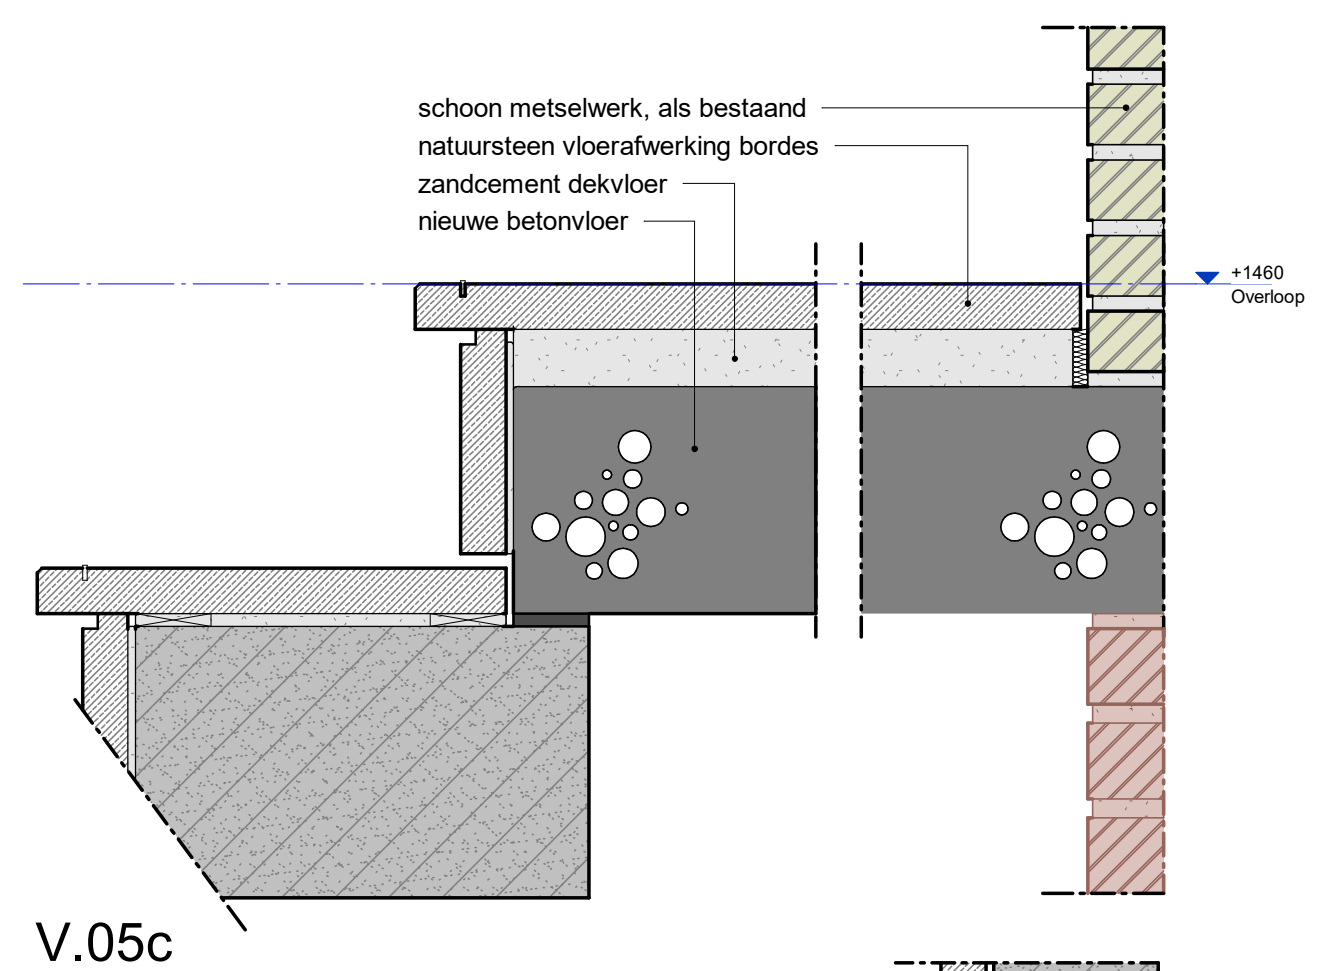 schoon metselwerk, als bestaand
natuursteen vloerafwerking bordes
zandcement dekvloer
nieuwe betonvloer
+1460
Overloop
V.05c